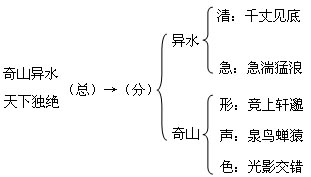 奇山异水
天下独绝
（总）→（分）
异水
清：千丈见底
急：急湍猛浪
奇山
形：竞上轩邈
声：泉鸟蝉猿
色：光影交错